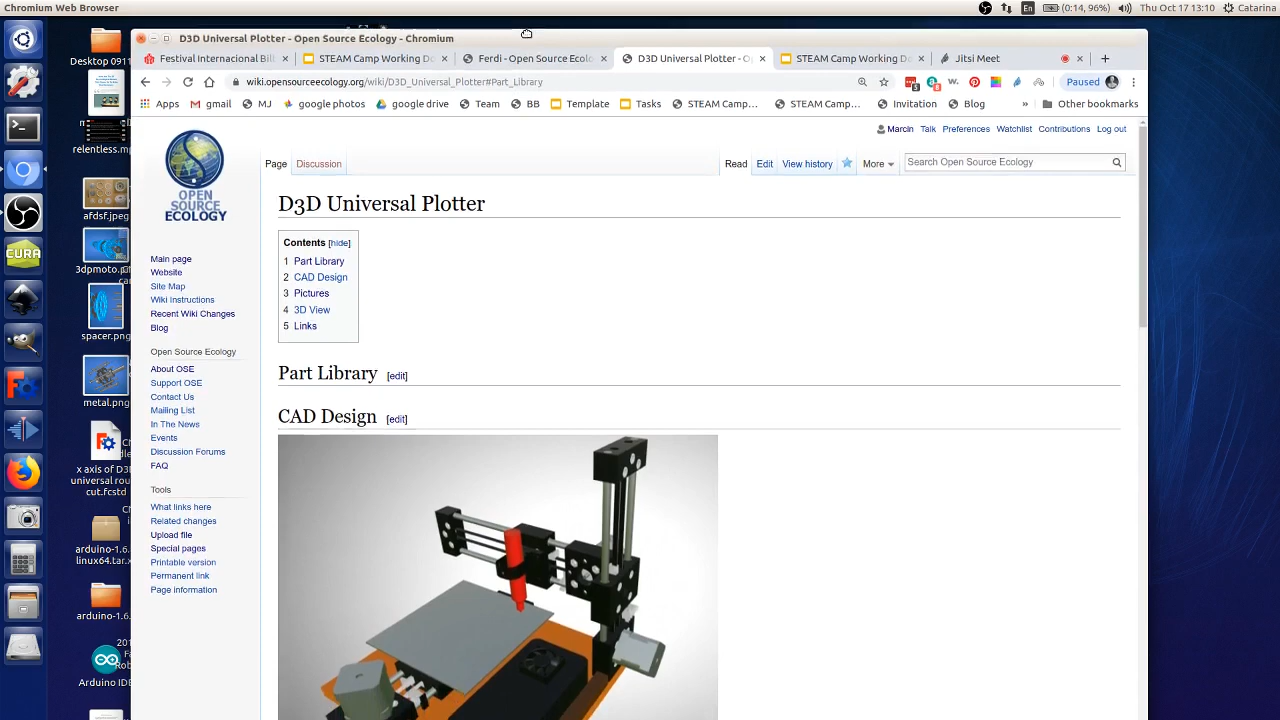 Chromium Web Browser
En
(0:14, 96%)
Thu Oct 17 13:10
Catarina
D3D Universal Plotter - Open Source Ecology - Chromium
Festival Internacional Bil
STEAM Camp Working Do
Ferdi - Open Source Ecolo
D3D Universal Plotter - O
STEAM Camp Working Do
Jitsi Meet
wiki.opensourceecology.org/wiki/D3D_Universal_Plotter#Part_Library
Paused
Apps
gmail
MJ
google photos
google drive
Team
BB
Template
Tasks
STEAM Camp...
STEAM Camp...
Invitation
Blog
»
Other bookmarks
Desktop 0911
relentless.mp
afdsf.jpeg
CURA
3dpmoto.p
spacer.png
metal.png
x axis of D3
universal rou
cut.fcstd
arduino-1.6.
linux64.tar.x
arduino-1.6.
Arduino IDE
Marcin
Talk
Preferences
Watchlist
Contributions
Log out
OPEN
SOURCE
ECOLOGY
Page
Discussion
Read
Edit
View history
More
Search Open Source Ecology
Main page
Website
Site Map
Wiki Instructions
Recent Wiki Changes
Blog
Open Source Ecology
About OSE
Support OSE
Contact Us
Mailing List
In The News
Events
Discussion Forums
FAQ
Tools
What links here
Related changes
Upload file
Special pages
Printable version
Permanent link
Page information
D3D Universal Plotter
Contents [hide]
1 Part Library
2 CAD Design
3 Pictures
4 3D View
5 Links
Part Library [edit]
CAD Design [edit]